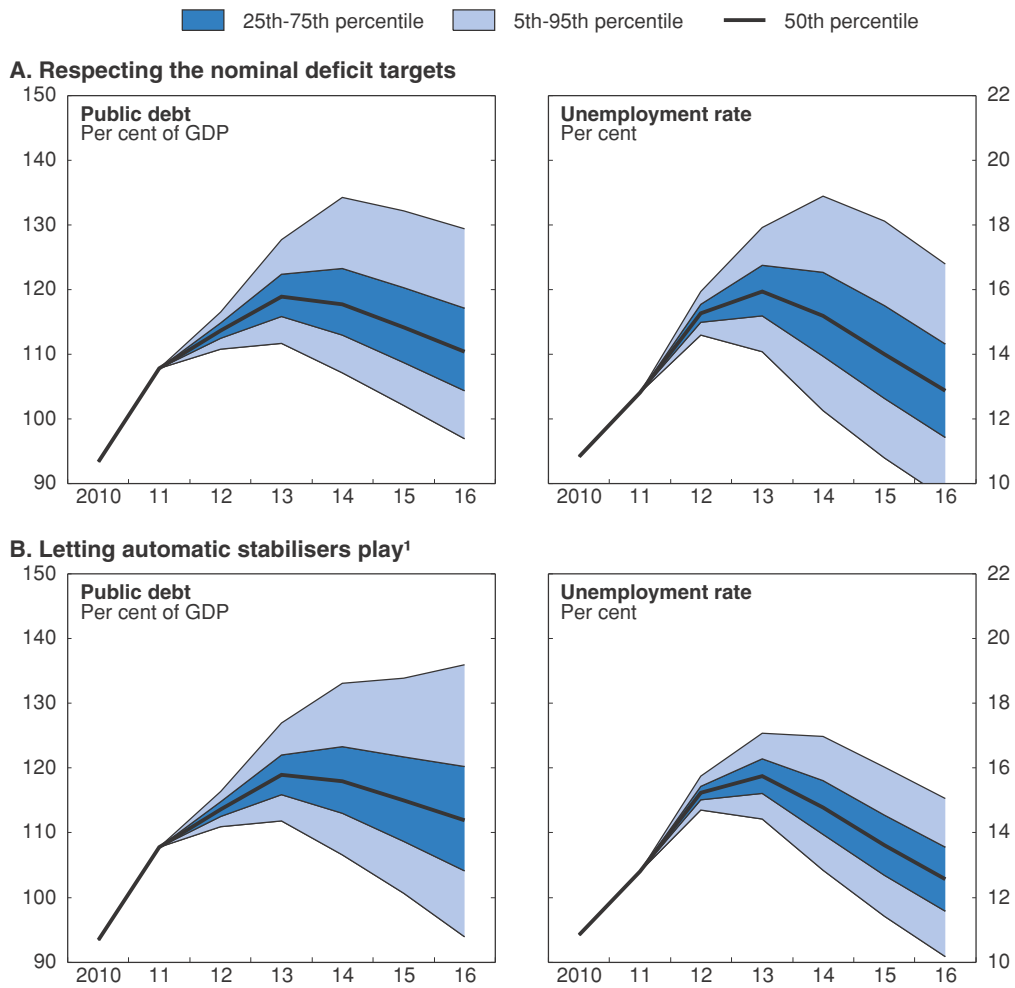 25th-75th percentile 5th-95th percentile 50th percentile
A. Respecting the nominal deficit targets
Public debt
Per cent of GDP
150
140
130
120
110
100
90
2010 11 12 13 14 15 16
Unemployment rate
Per cent
22
20
18
16
14
12
10
2010 11 12 13 14 15 16
B. Letting automatic stabilisers play¹
Public debt
Per cent of GDP
150
140
130
120
110
100
90
2010 11 12 13 14 15 16
Unemployment rate
Per cent
22
20
18
16
14
12
10
2010 11 12 13 14 15 16